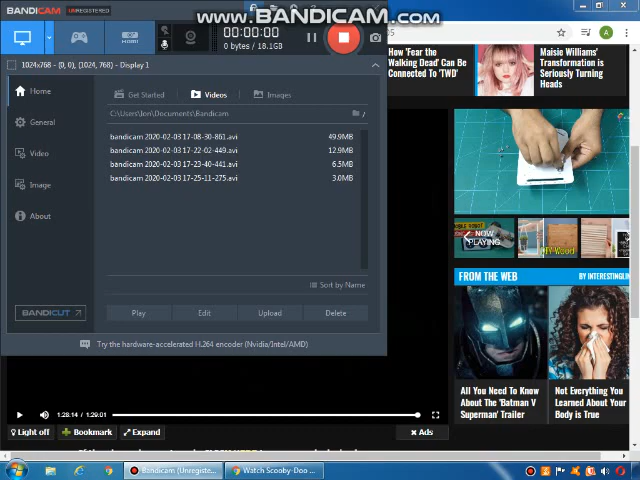 www.BANDICAM.com
BANDICAM UNREGISTERED
HDMI
00:00:00
0 bytes / 18.1GB
1024x768 - (0, 0), (1024, 768) - Display 1
Home
General
Video
Image
About
BANDICUT
Get Started
Videos
Images
C:\Users\Jon\Documents\Bandicam
bandicam 2020-02-03 17-08-30-861.avi 49.9MB
bandicam 2020-02-03 17-22-02-449.avi 12.9MB
bandicam 2020-02-03 17-23-40-441.avi 6.5MB
bandicam 2020-02-03 17-25-11-275.avi 3.0MB
Sort by Name
Play
Edit
Upload
Delete
Try the hardware-accelerated H.264 encoder (Nvidia/Intel/AMD)
How 'Fear the
Walking Dead' Can
Be Connected To 'TWD'
Maisie Williams'
Transformation is
Seriously Turning
Heads
NOW
PLAYING
FROM THE WEB
All You Need To Know
About The 'Batman V
Superman' Trailer
Not Everything You
Learned About Your
Body is True
1:28:14 / 1:29:01
Light off
Bookmark
Expand
Ads
Bandicam (Unregiste...
Watch Scooby-Doo ...
5:26 PM